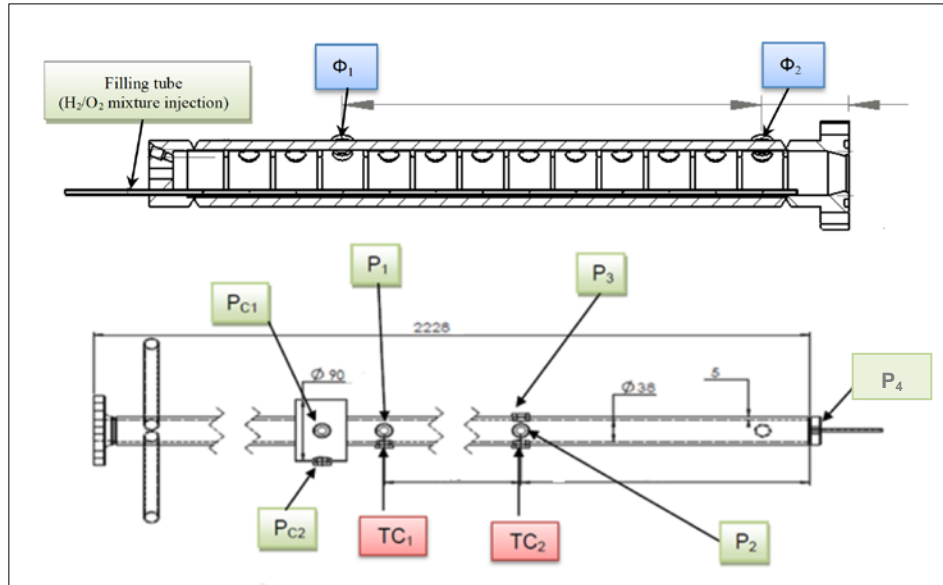 Φ1
Φ2
Filling tube
(H2/O2 mixture injection)
P1
P3
PC1
2228
P4
Ø 90
Ø38
5
PC2
TC1
TC2
P2